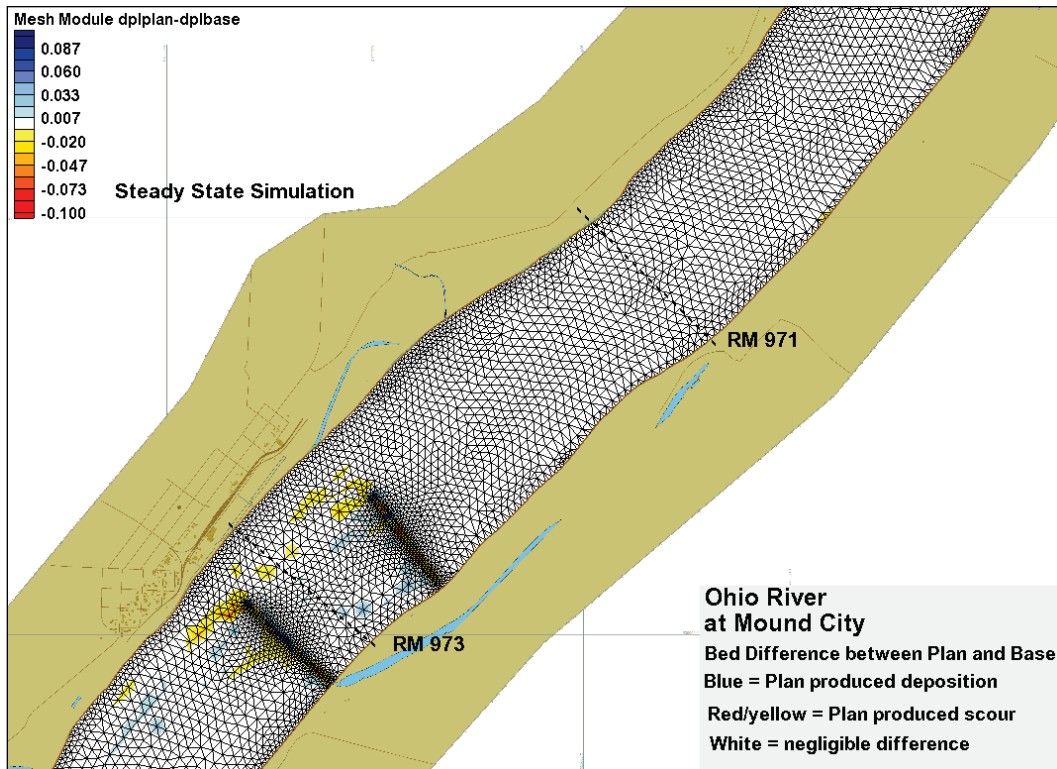 Mesh Module dplplan-dplbase
0.087
0.060
0.033
0.007
-0.020
-0.047
-0.073
-0.100
Steady State Simulation
RM 971
RM 973
Ohio River
at Mound City
Bed Difference between Plan and Base
Blue = Plan produced deposition
Red/yellow = Plan produced scour
White = negligible difference